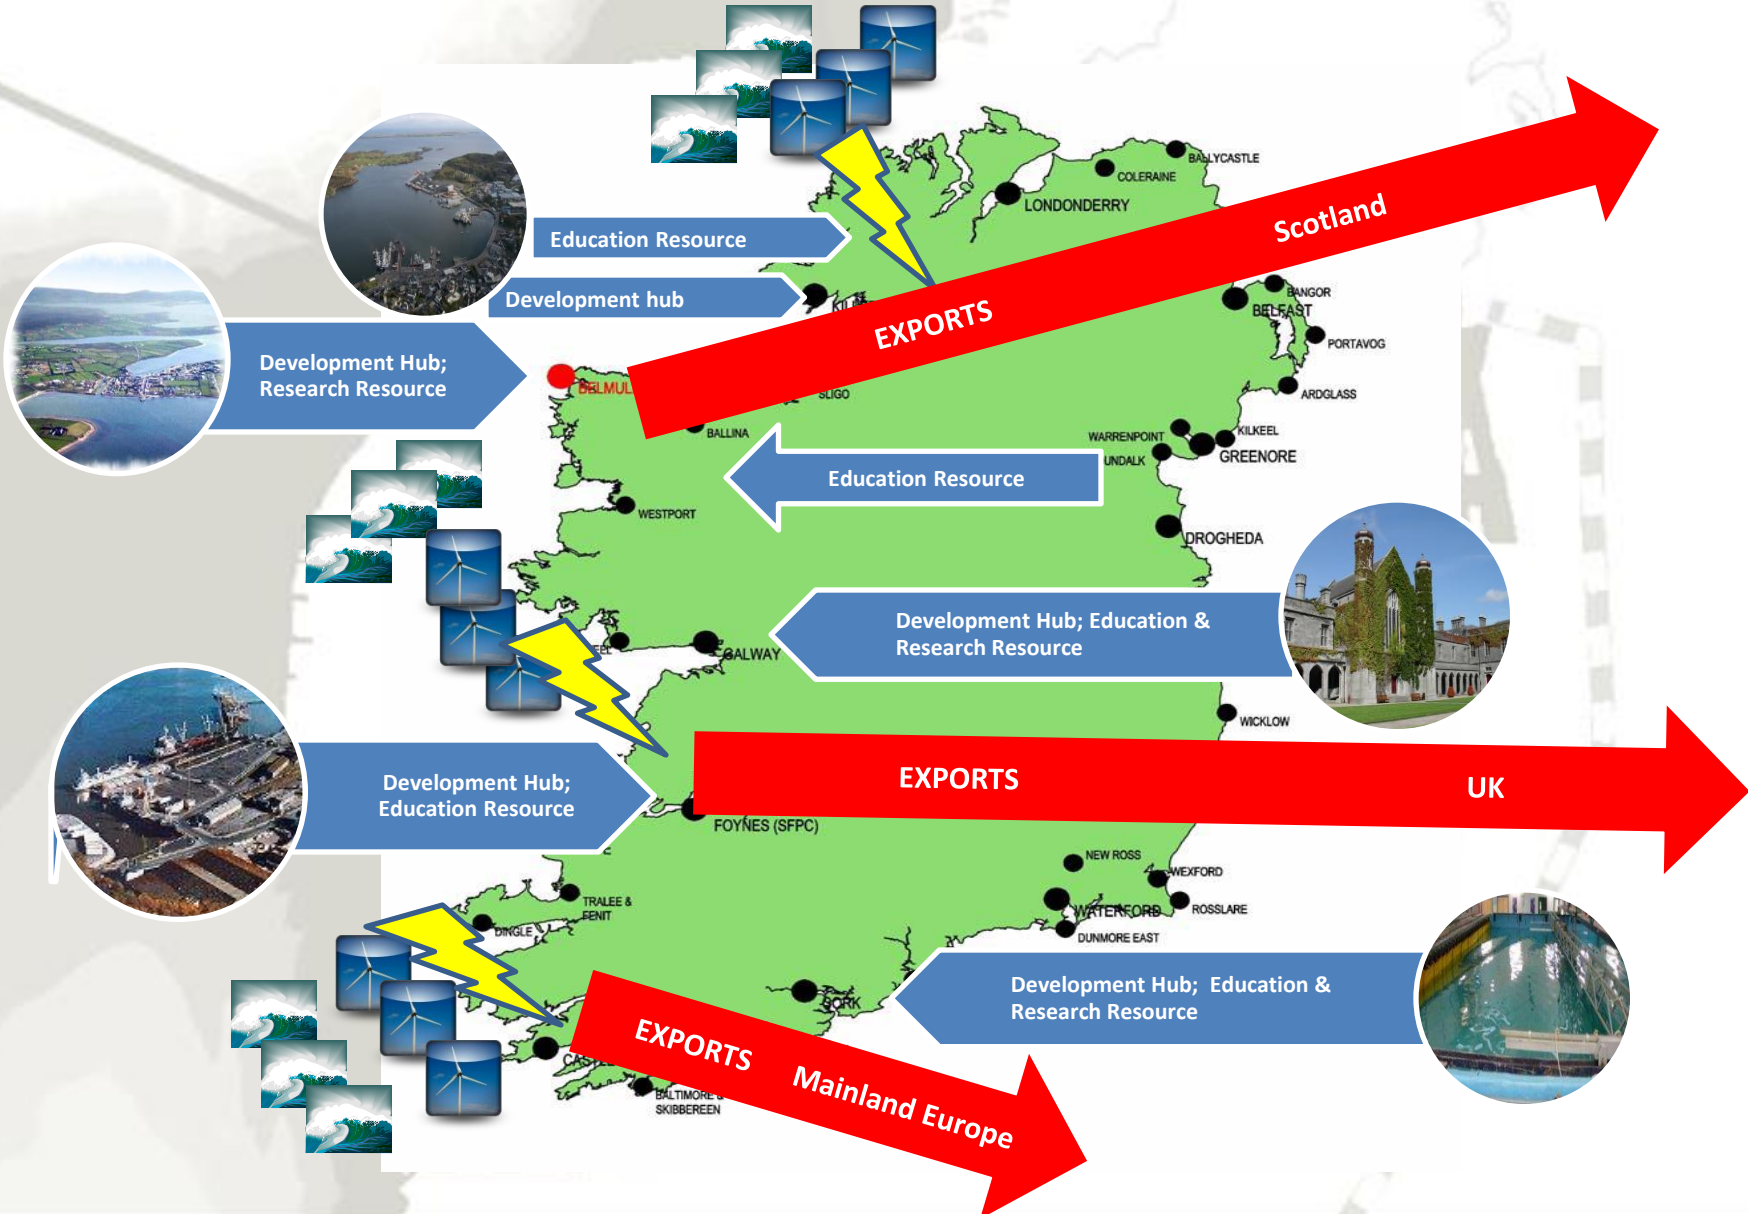 BALLYCASTLE
COLERAINE
LONDONDERRY
Scotland
Education Resource
Development hub
EXPORTS
BANGOR
BELFAST
PORTAVOG
Development Hub;
Research Resource
ARDGLASS
SLIGO
BALLINA
WARRENPOINT
KILKEEL
GREENORE
Education Resource
WESTPORT
DROGHEDA
Development Hub; Education &
Research Resource
GALWAY
WICKLOW
EXPORTS
UK
Development Hub;
Education Resource
FOYNES (SFPC)
NEW ROSS
WEXFORD
TRALEE &
FENIT
WATERFORD
ROSSLARE
DINGLE
DUNMORE EAST
Development Hub; Education &
Research Resource
CORK
EXPORTS Mainland Europe
BALTIMORE &
SKIBBEREEN